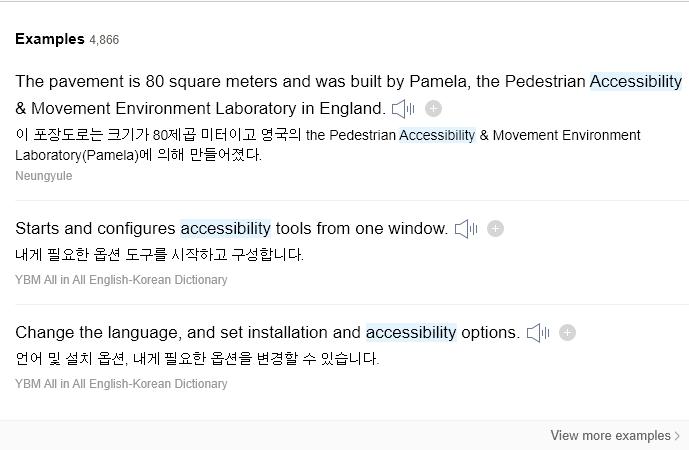 Examples 4,866
The pavement is 80 square meters and was built by Pamela, the Pedestrian Accessibility
& Movement Environment Laboratory in England.
이 포장도로는 크기가 80제곱 미터이고 영국의 the Pedestrian Accessibility & Movement Environment
Laboratory(Pamela)에 의해 만들어졌다.
Neungyule
Starts and configures accessibility tools from one window.
내게 필요한 옵션 도구를 시작하고 구성합니다.
YBM All in All English-Korean Dictionary
Change the language, and set installation and accessibility options.
언어 및 설치 옵션, 내게 필요한 옵션을 변경할 수 있습니다.
YBM All in All English-Korean Dictionary
View more examples >